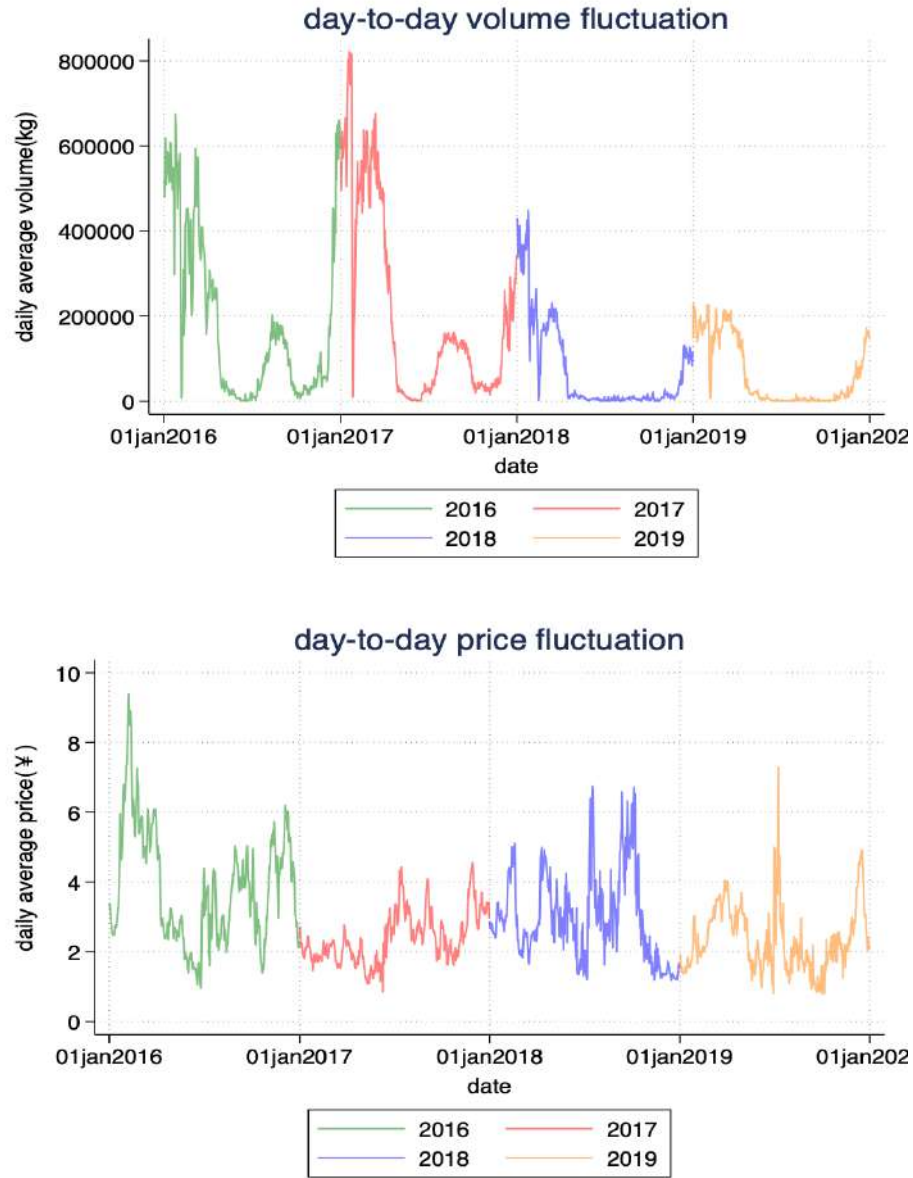 day-to-day volume fluctuation
daily average volume(kg)
800000
600000
400000
200000
0
01jan2016 01jan2017 01jan2018 01jan2019 01jan202
date
2016 2017
2018 2019
day-to-day price fluctuation
daily average price(¥)
10
8
6
4
2
0
01jan2016 01jan2017 01jan2018 01jan2019 01jan202
date
2016 2017
2018 2019